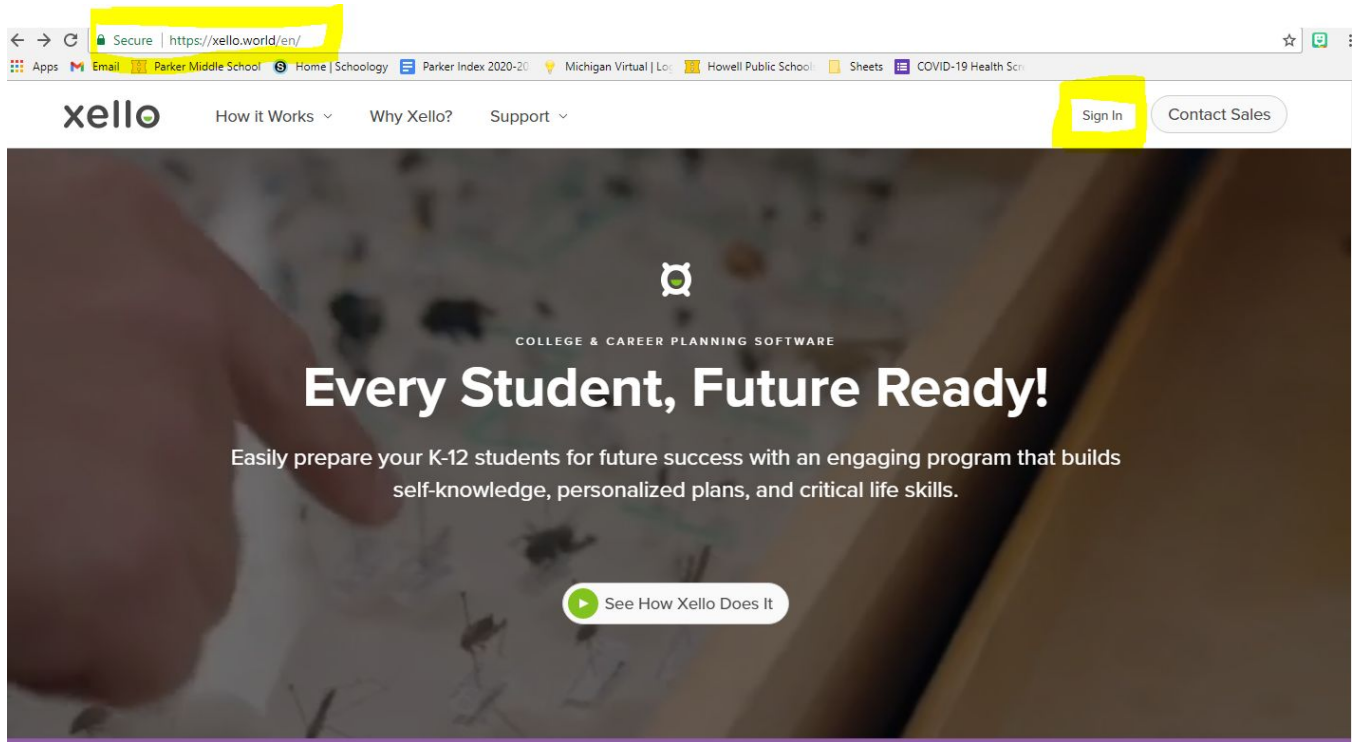 Secure | https://xello.world/en/
Apps Email Parker Middle School Home | Schoology Parker Index 2020-20 Michigan Virtual | Howell Public School Sheets COVID-19 Health
xello How it Works Why Xello? Support Sign In Contact Sales
COLLEGE & CAREER PLANNING SOFTWARE
Every Student, Future Ready!
Easily prepare your K-12 students for future success with an engaging program that builds
self-knowledge, personalized plans, and critical life skills.
See How Xello Does It